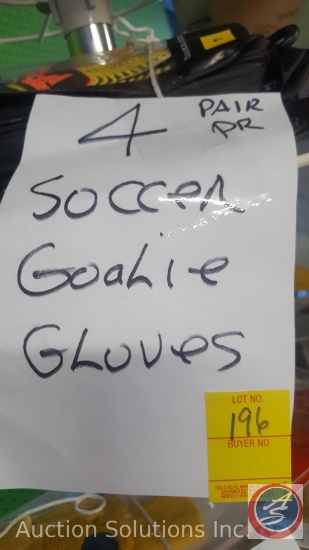 4 PAIR
PR
SOCCER
GOALIE
GLOVES
LOT NO.
196
BUYER NO.
Auction Solutions Inc.